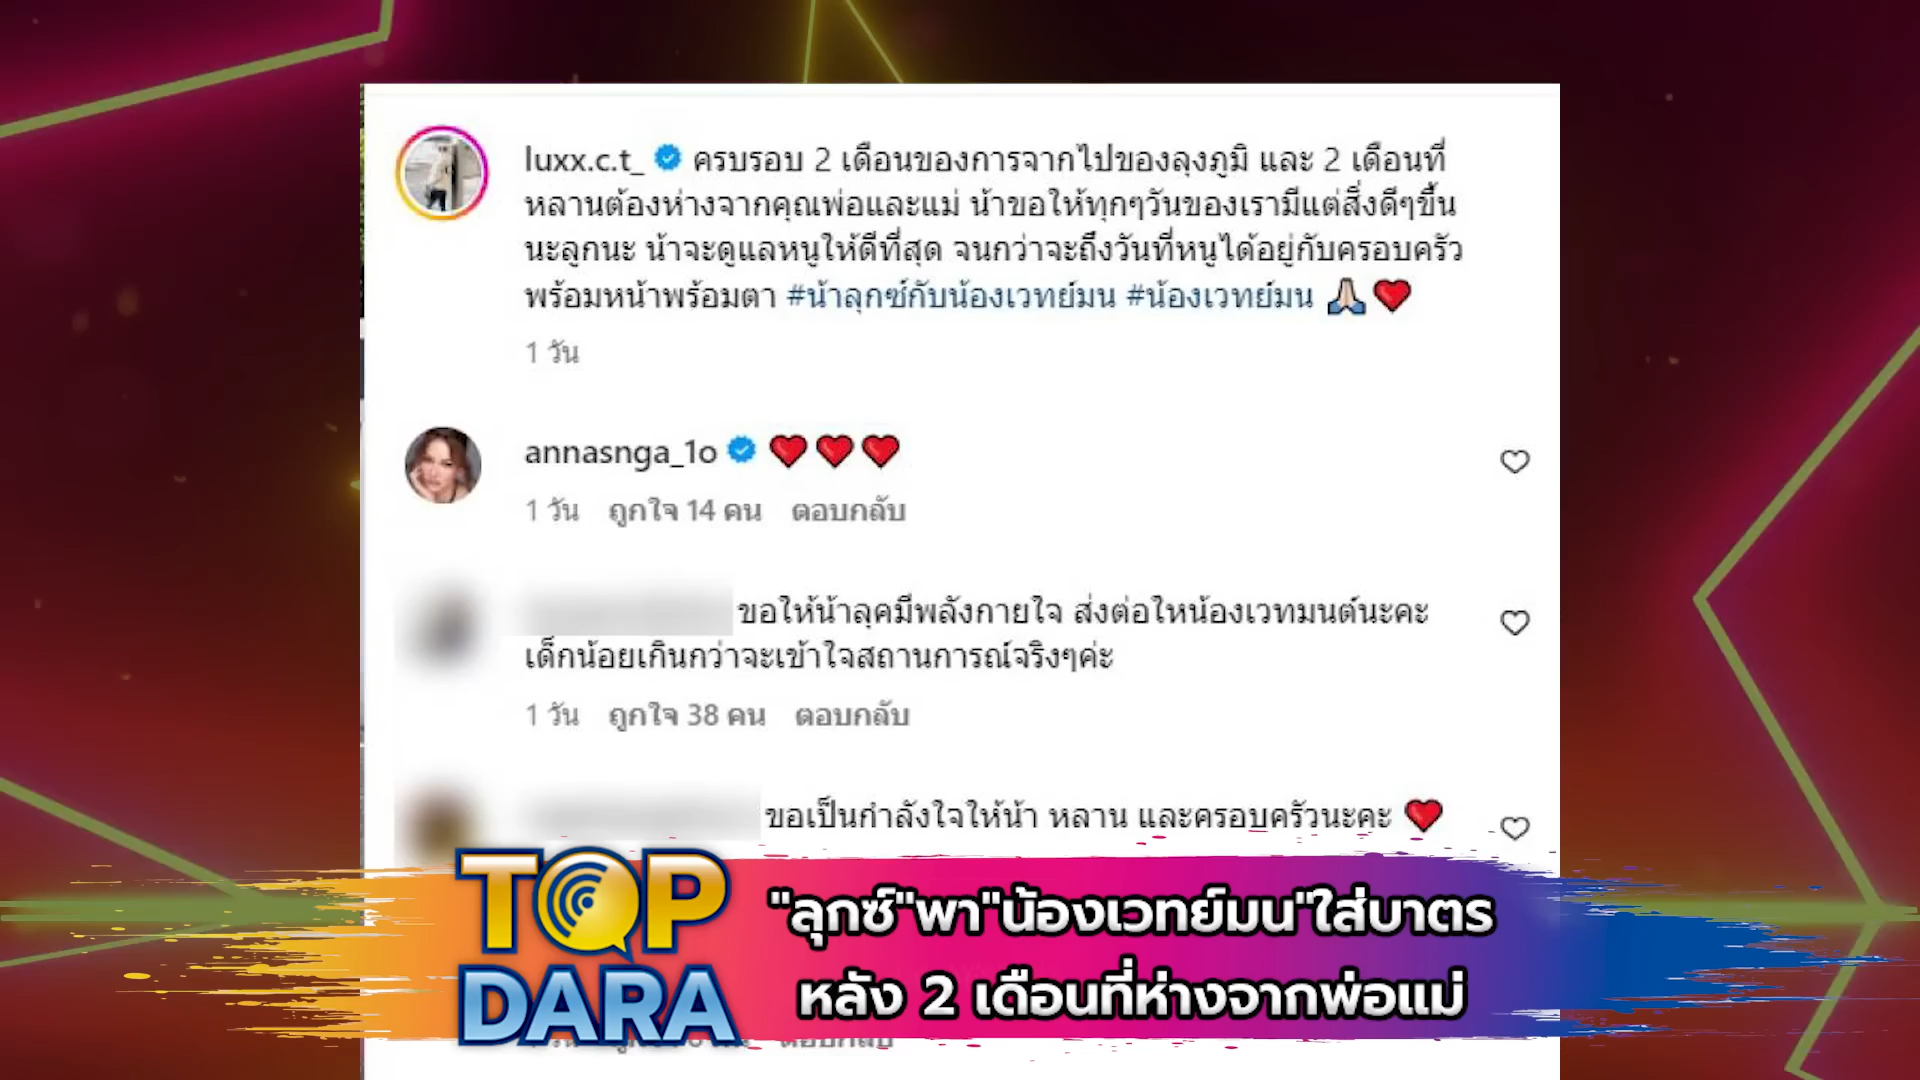 luxx.c.t_ ครบรอบ 2 เดือนของการจากไปของลุงภูมิ และ 2 เดือนที่
หลานต้องห่างจากคุณพ่อและแม่ น้าขอให้ทุกๆวันของเรามีแต่สิ่งดีๆขึ้น
นะลูกนะ น้าจะดูแลหนูให้ดีที่สุด จนกว่าจะถึงวันที่หนูได้อยู่กับครอบครัว
พร้อมหน้าพร้อมตา #น้าลุกซ์กับน้องเวทย์มน #น้องเวทย์มน 🙏🏻❤️
1 วัน
annasnga_1o ❤️❤️❤️
1 วัน ถูกใจ 14 คน ตอบกลับ
ขอให้น้าลุคมีพลังกายใจ ส่งต่อใหน้องเวทมนต์นะคะ
เด็กน้อยเกินกว่าจะเข้าใจสถานการณ์จริงๆค่ะ
1 วัน ถูกใจ 38 คน ตอบกลับ
ขอเป็นกำลังใจให้น้า หลาน และครอบครัวนะคะ ❤️
TOP
DARA
"ลุกซ์"พา"น้องเวทย์มน"ใส่บาตร
หลัง 2 เดือนที่ห่างจากพ่อแม่